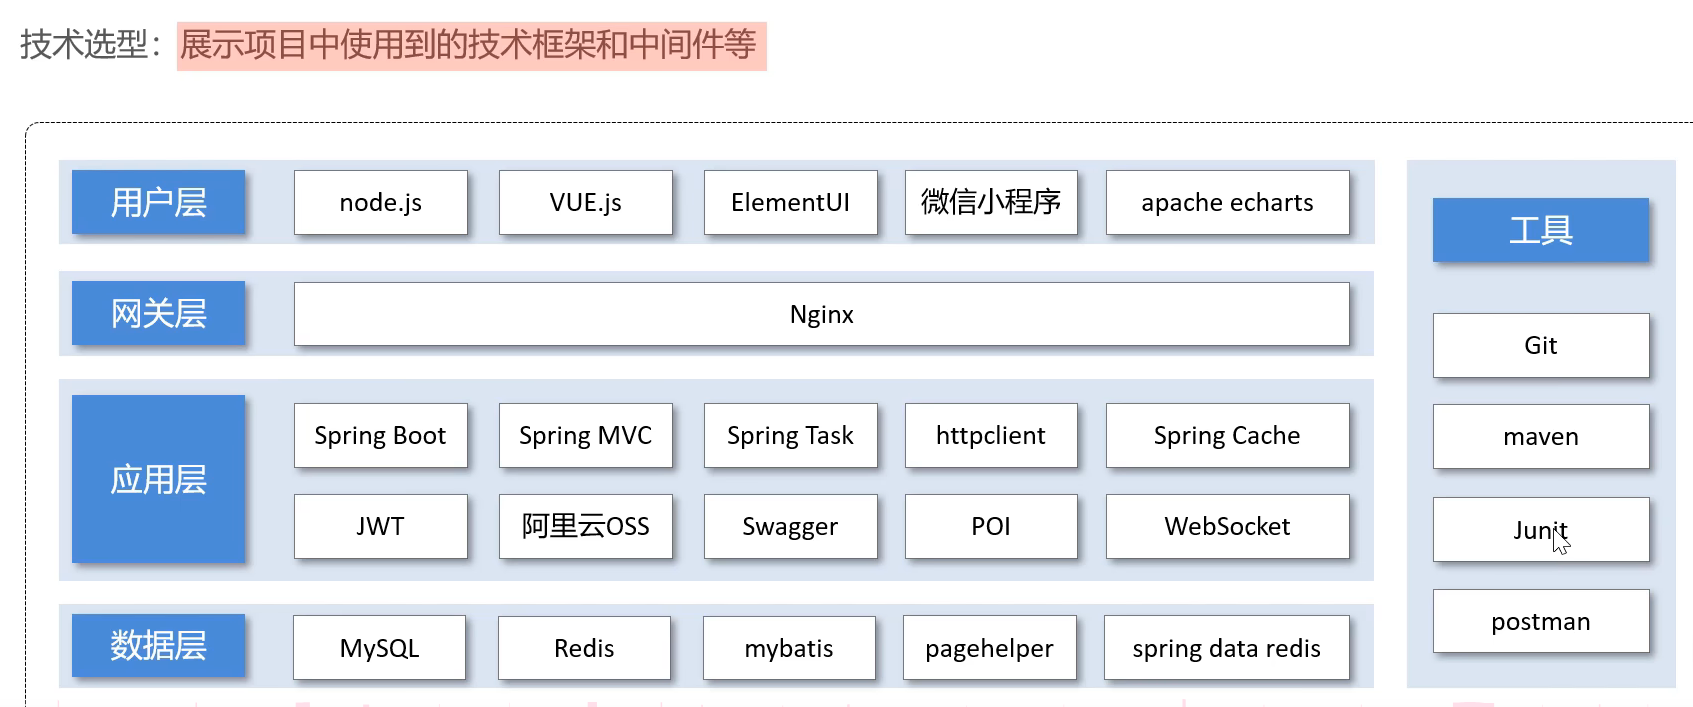 技术选型：展示项目中使用到的技术框架和中间件等
用户层
node.js
VUE.js
ElementUI
微信小程序
apache echarts
网关层
Nginx
应用层
Spring Boot
Spring MVC
Spring Task
httpclient
Spring Cache
JWT
阿里云OSS
Swagger
POI
WebSocket
数据层
MySQL
Redis
mybatis
pagehelper
spring data redis
工具
Git
maven
Junit
postman